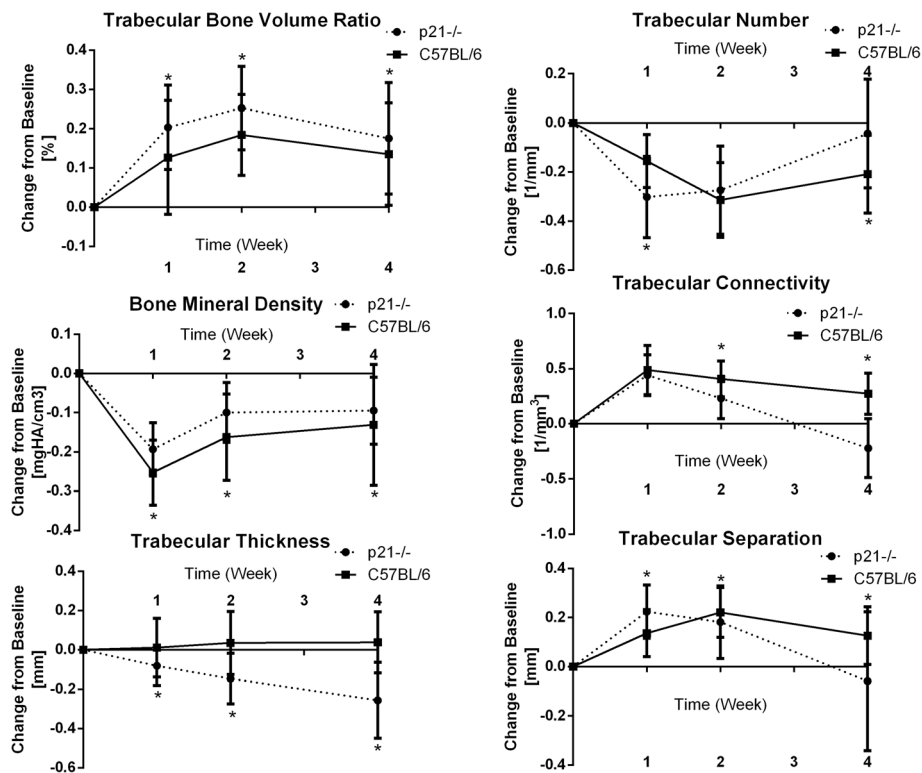 Trabecular Bone Volume Ratio
p21-/-
C57BL/6
Change from Baseline
[%]
0.4
0.3
0.2
0.1
0.0
-0.1
* * *
Time (Week)
1 2 3 4
Trabecular Number
p21-/-
C57BL/6
Time (Week)
1 2 3 4
Change from Baseline
[1/mm]
0.2
0.0
-0.2
-0.4
-0.6
* *
Bone Mineral Density
p21-/-
C57BL/6
Time (Week)
1 2 3 4
Change from Baseline
[mgHA/cm3]
0.1
0.0
-0.1
-0.2
-0.3
-0.4
* * *
Trabecular Connectivity
p21-/-
C57BL/6
Change from Baseline
[1/mm³]
1.0
0.5
0.0
-0.5
-1.0
* *
Time (Week)
1 2 3 4
Trabecular Thickness
p21-/-
C57BL/6
Time (Week)
1 2 3 4
Change from Baseline
[mm]
0.4
0.2
0.0
-0.2
-0.4
-0.6
* * *
Trabecular Separation
p21-/-
C57BL/6
Change from Baseline
[mm]
0.4
0.2
0.0
-0.2
-0.4
* * *
Time (Week)
1 2 3 4